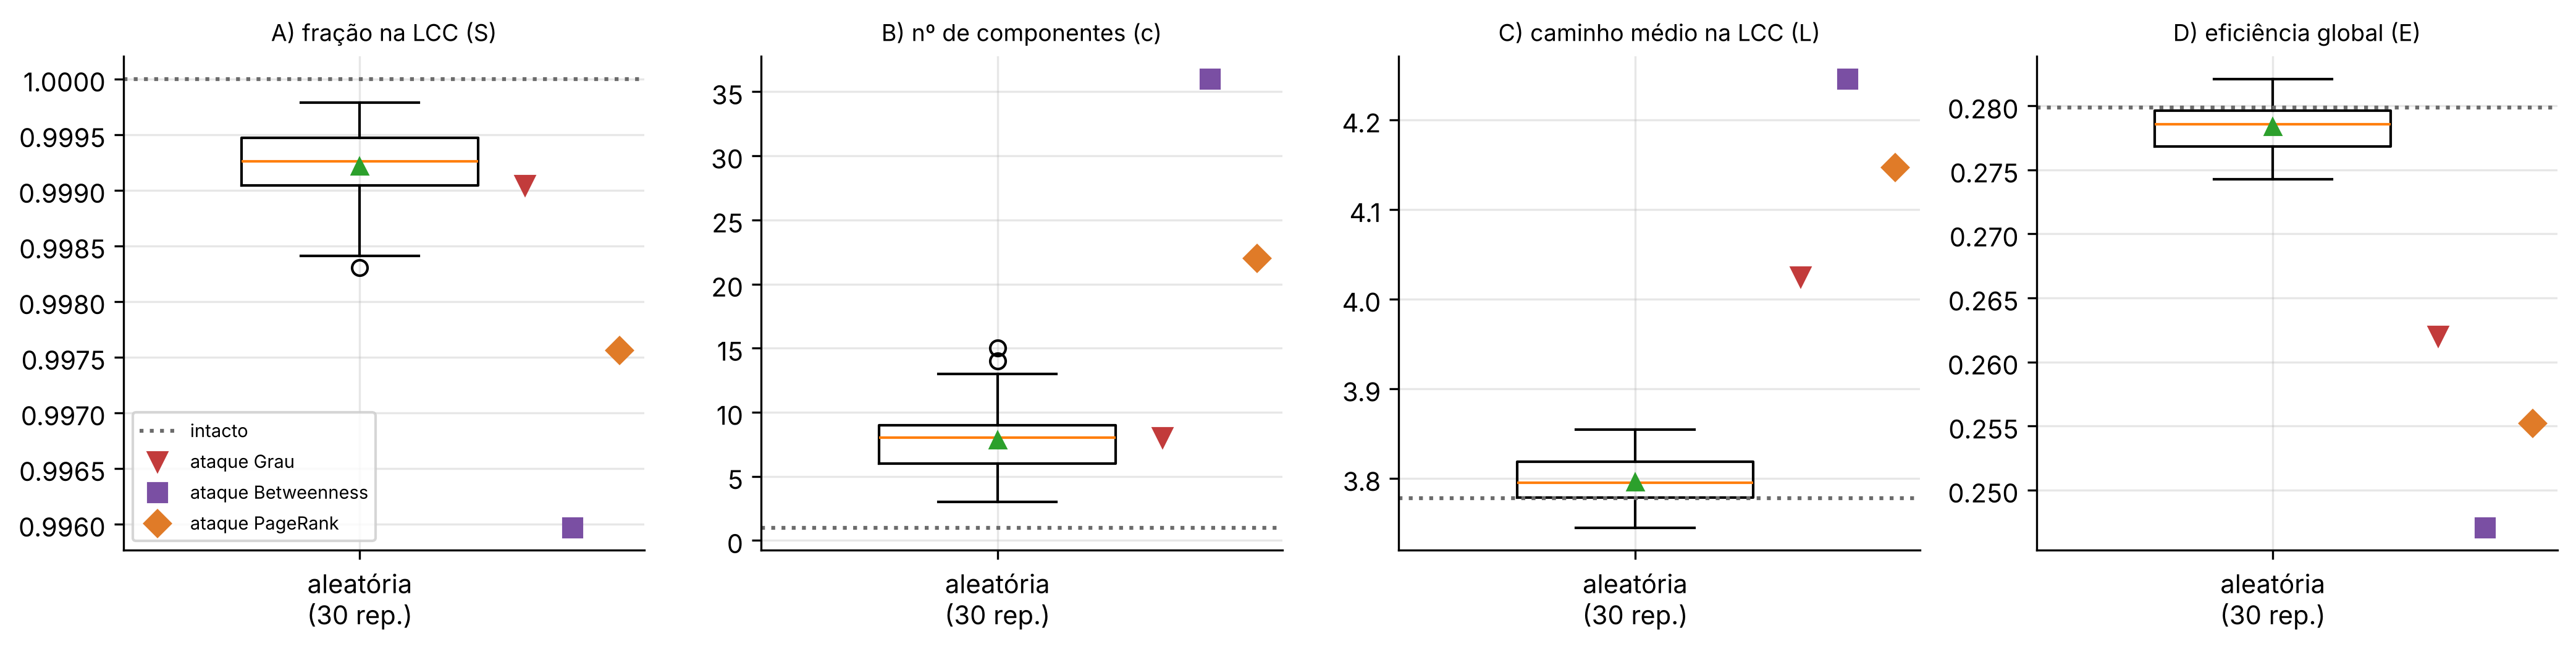 A) fração na LCC (S)
1.0000
0.9995
0.9990
0.9985
0.9980
0.9975
0.9970
0.9965
0.9960
intacto
ataque Grau
ataque Betweenness
ataque PageRank
aleatória
(30 rep.)
B) nº de componentes (c)
35
30
25
20
15
10
5
0
aleatória
(30 rep.)
C) caminho médio na LCC (L)
4.2
4.1
4.0
3.9
3.8
aleatória
(30 rep.)
D) eficiência global (E)
0.280
0.275
0.270
0.265
0.260
0.255
0.250
aleatória
(30 rep.)